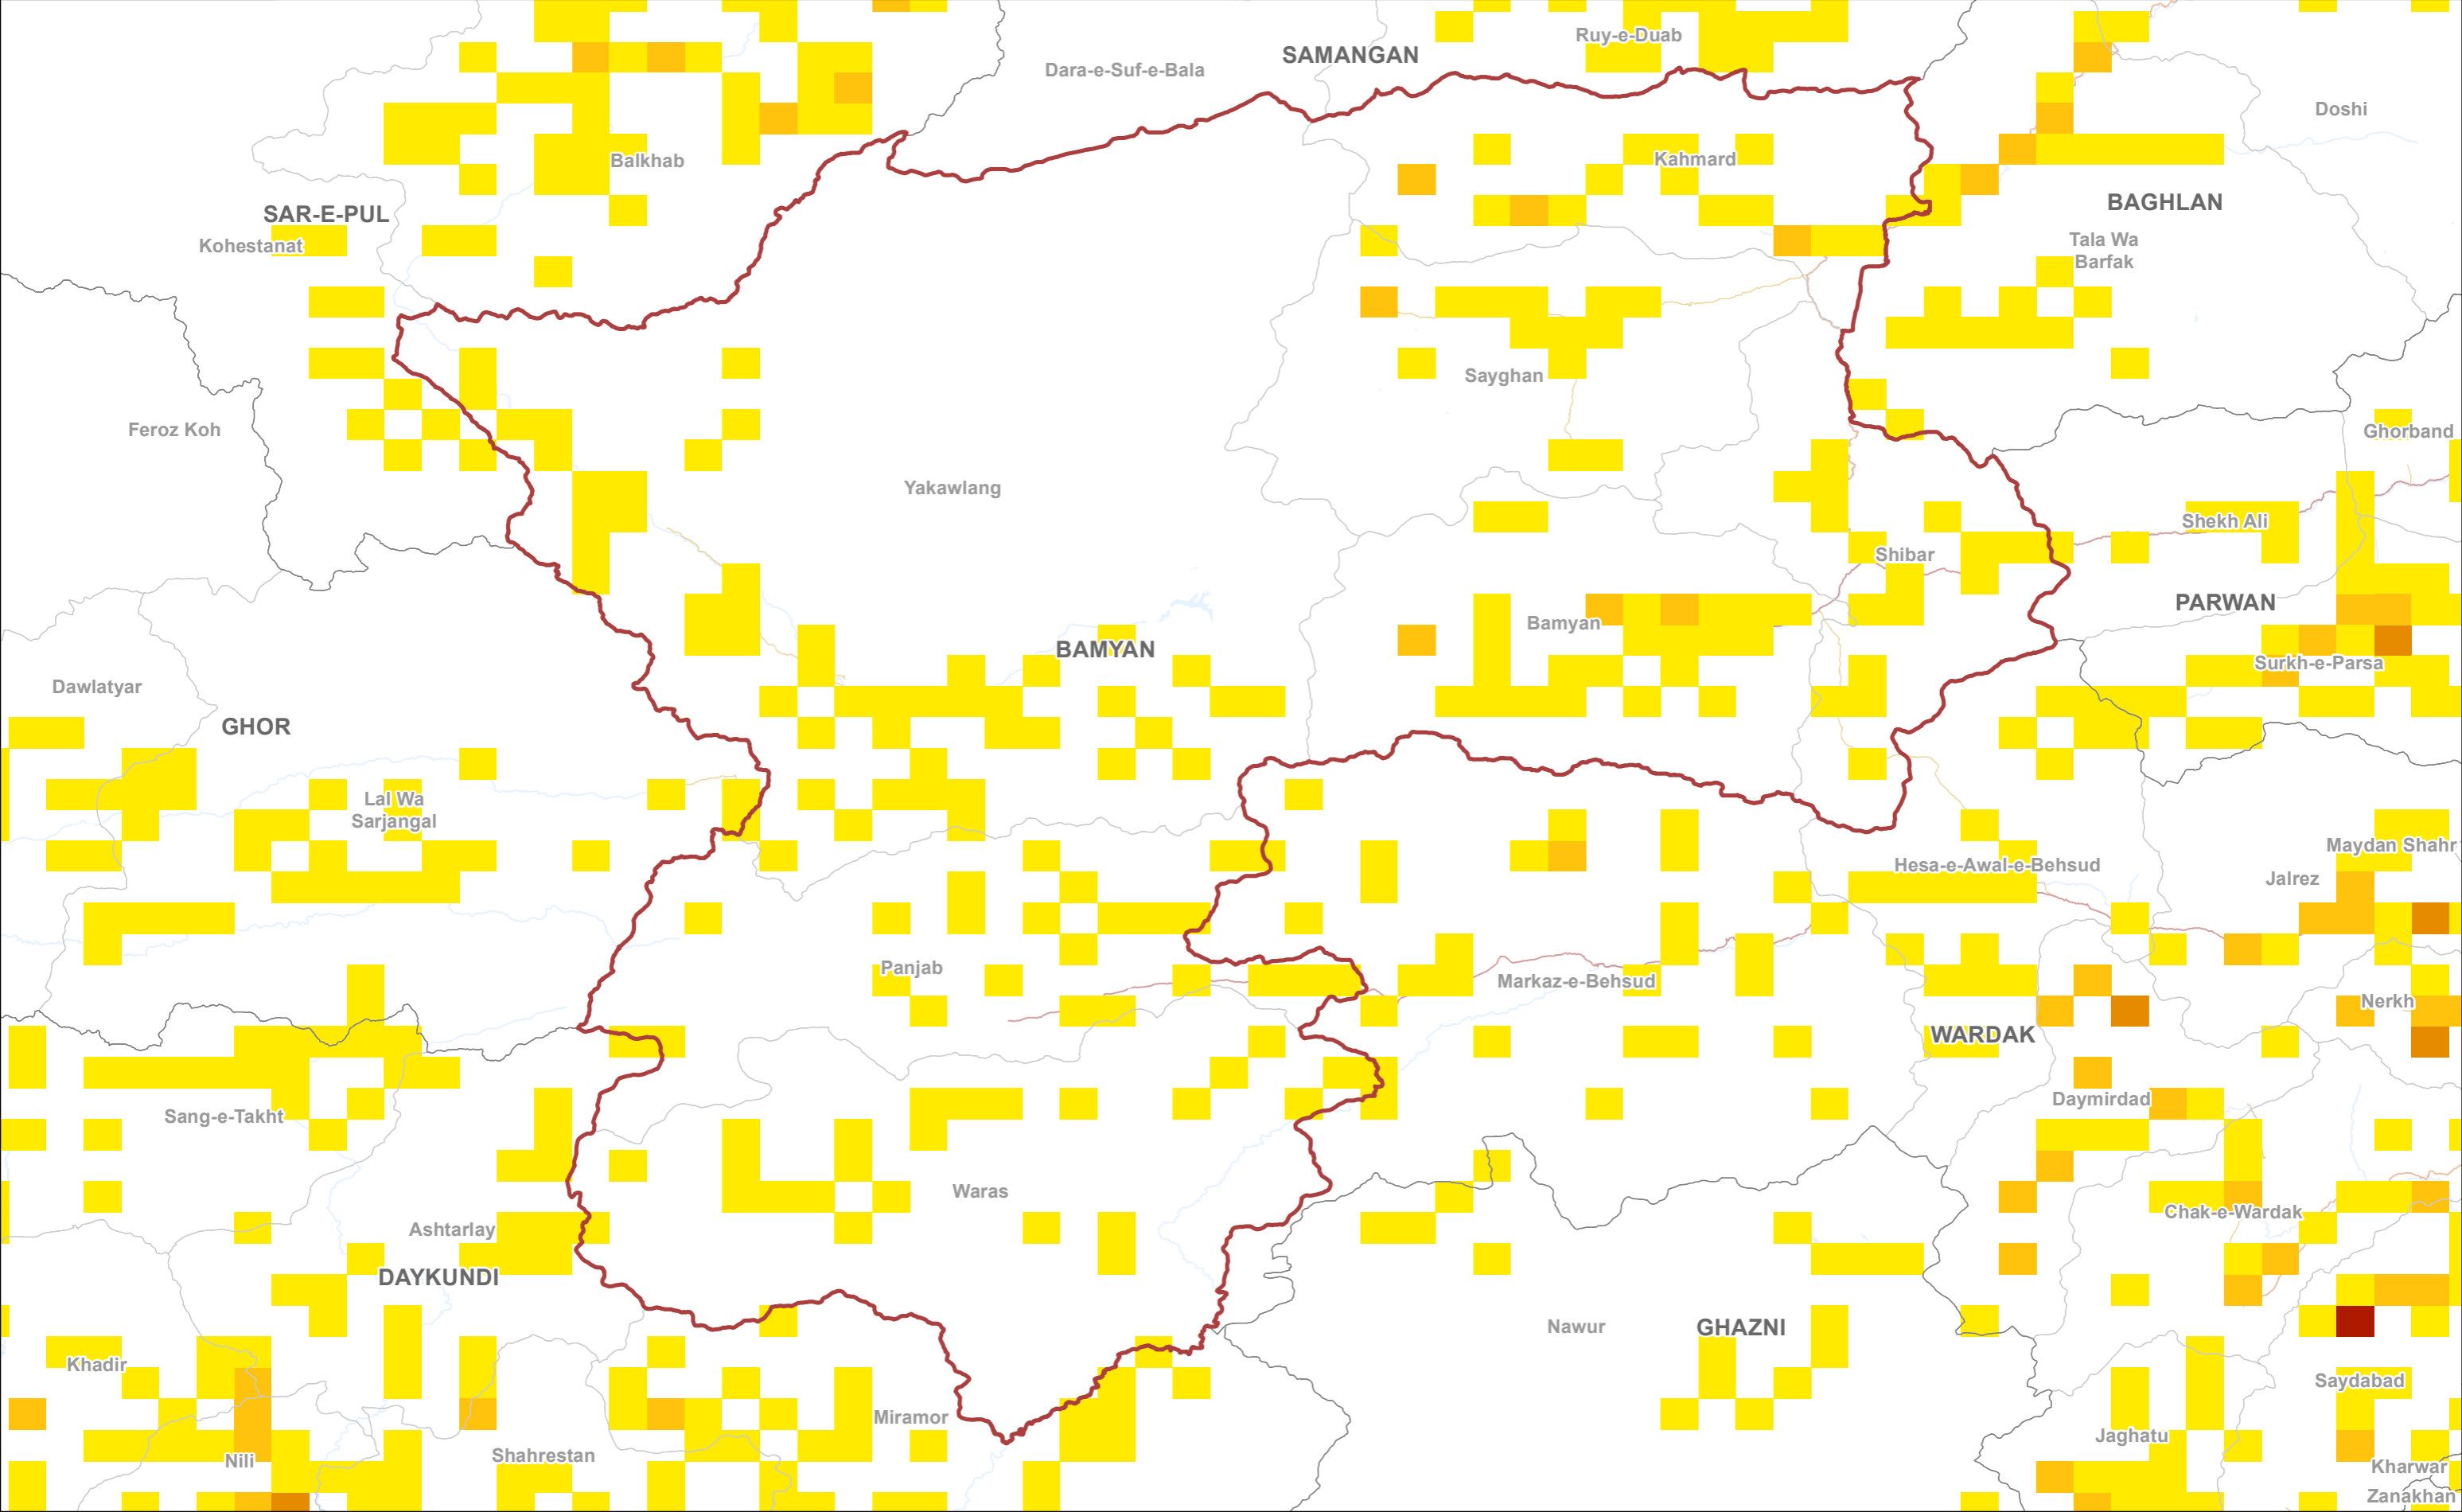 Ruy-e-Duab
SAMANGAN
Dara-e-Suf-e-Bala
Doshi
Balkhab
Kahmard
BAGHLAN
SAR-E-PUL
Kohestanat
Tala Wa
Barfak
Sayghan
Feroz Koh
Ghorband
Yakawlang
Shekh Ali
Shibar
PARWAN
Bamyan
BAMYAN
Surkh-e-Parsa
Dawlatyar
GHOR
Lal Wa
Sarjangal
Maydan Shahr
Hesa-e-Awal-e-Behsud
Jalrez
Panjab
Markaz-e-Behsud
Nerkh
WARDAK
Daymirdad
Sang-e-Takht
Waras
Chak-e-Wardak
Ashtarlay
DAYKUNDI
Nawur
GHAZNI
Khadir
Saydabad
Miramor
Jaghatu
Shahrestan
Nili
Kharwar
Zanakhan